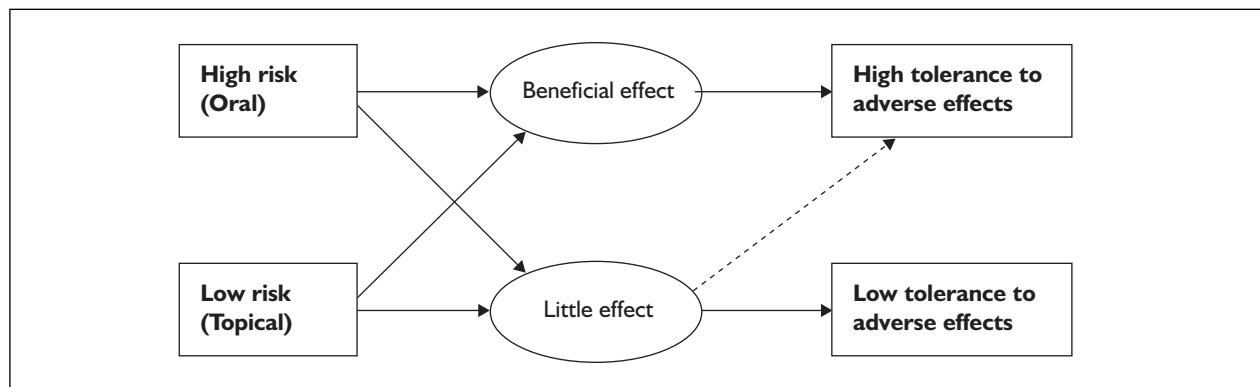 High risk
(Oral)
Beneficial effect
High tolerance to
adverse effects
Low risk
(Topical)
Little effect
Low tolerance to
adverse effects